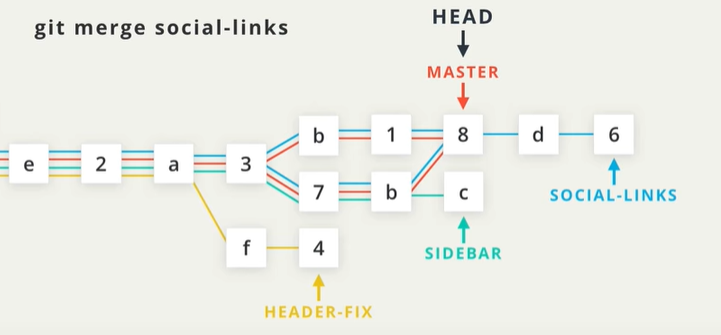 HEAD
git merge social-links
MASTER
b 1 8 d 6
e 2 a 3
7 b c
SOCIAL-LINKS
f 4
SIDEBAR
HEADER-FIX